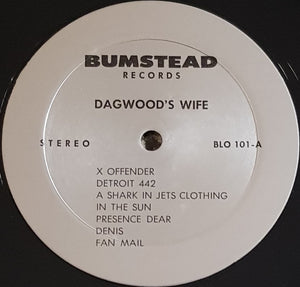 BUMSTEAD
RECORDS
DAGWOOD'S WIFE
STEREO BLO 101-A
X OFFENDER
DETROIT 442
A SHARK IN JETS CLOTHING
IN THE SUN
PRESENCE DEAR
DENIS
FAN MAIL